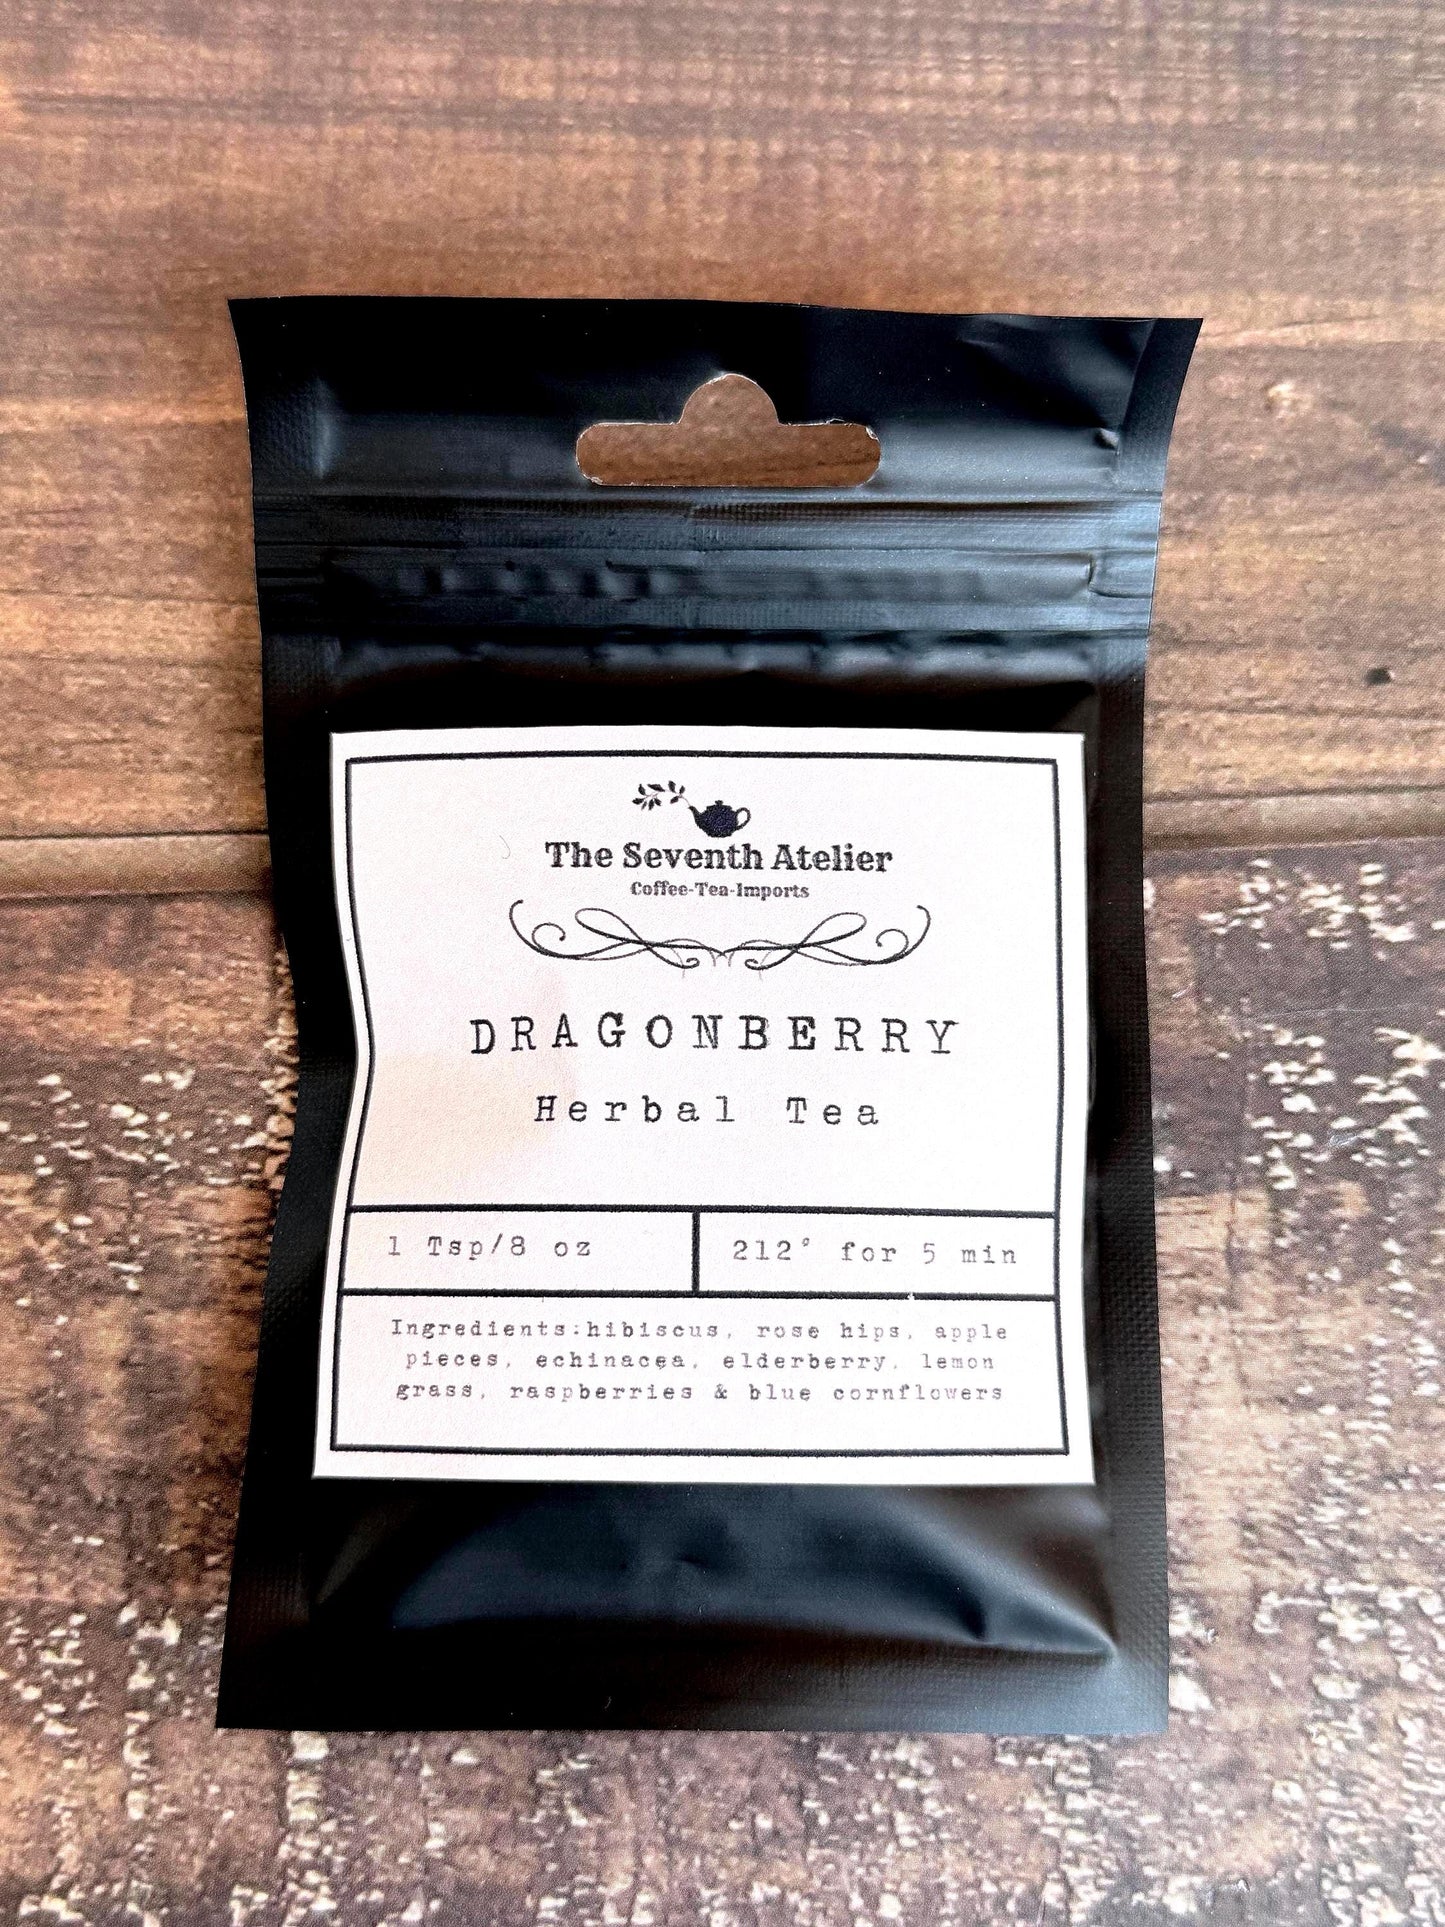 The Seventh Atelier
Coffee-Tea-Imports
DRAGONBERRY
Herbal Tea
1 Tsp/8 oz
212° for 5 min
Ingredients:hibiscus, rose hips, apple
pieces, echinacea, elderberry, lemon
grass, raspberries & blue cornflowers